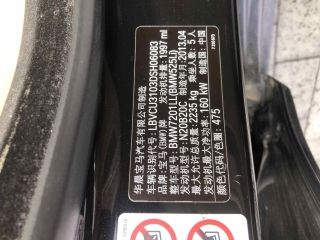 华晨宝马汽车有限公司制造
车辆识别代号: LBVCU3103DSH06083
品牌: 宝马 (BMW)牌 发动机排量: 1997 ml
整车型号: BMW7201LL(BMW525Li)
发动机型号: N20B20C 制造年月 2013.04
最大允许总质量: 2235 kg 乘坐人数: 5 人
发动机最大净功率: 160 kW 制造国: 中国
颜色代码/色彩: 475